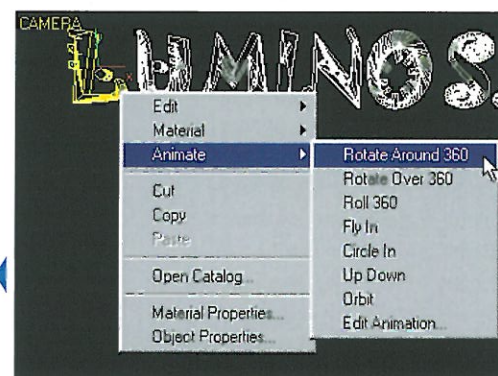 CAMERA
LUMINOS.
Edit
Material
Animate
Cut
Copy
Paste
Open Catalog...
Material Properties...
Object Properties...
Rotate Around 360
Rotate Over 360
Roll 360
Fly In
Circle In
Up Down
Orbit
Edit Animation...